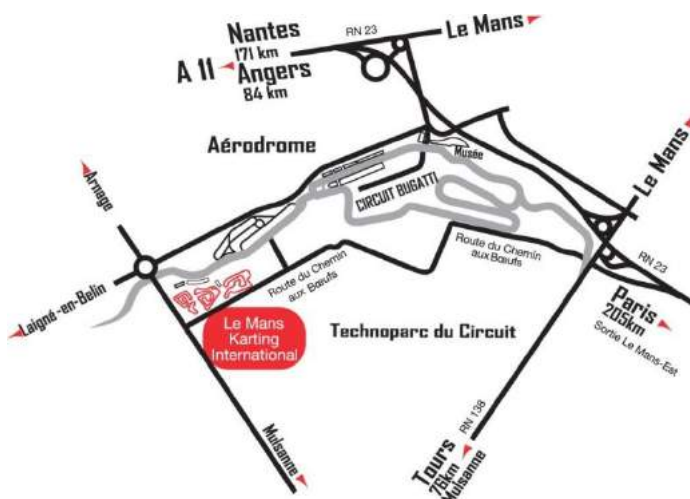 Nantes
171 km
RN 23
Le Mans
A 11
Angers
84 km
Aérodrome
Musée
Le Mans
Arnage
CIRCUIT BUGATTI
Route du Chemin
aux Bœufs
Route du Chemin
aux Bœufs
RN 23
Laigné-en-Belin
Paris
205km
Sortie Le Mans-Est
Le Mans
Karting
International
Technoparc du Circuit
Mulsanne
RN 138
Tours
76km
Mulsanne